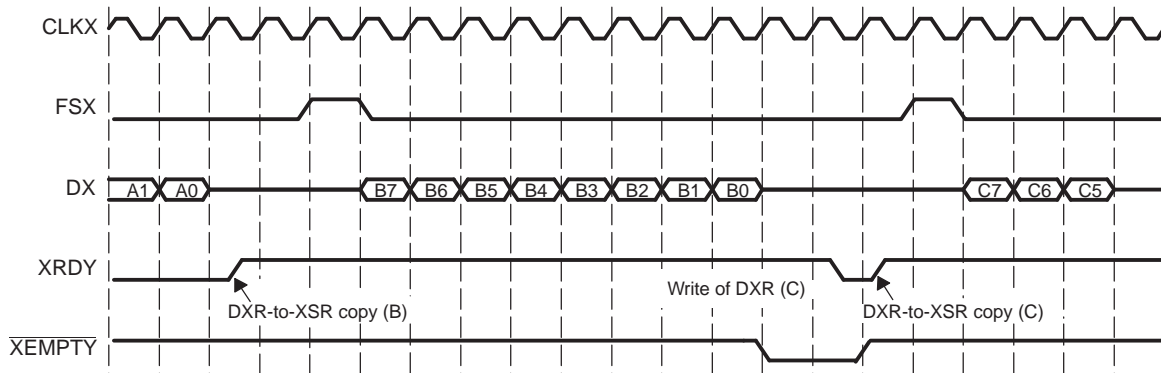 CLKX
FSX
DX A1 A0 B7 B6 B5 B4 B3 B2 B1 B0 C7 C6 C5
XRDY
Write of DXR (C)
DXR-to-XSR copy (B) DXR-to-XSR copy (C)
XEMPTY